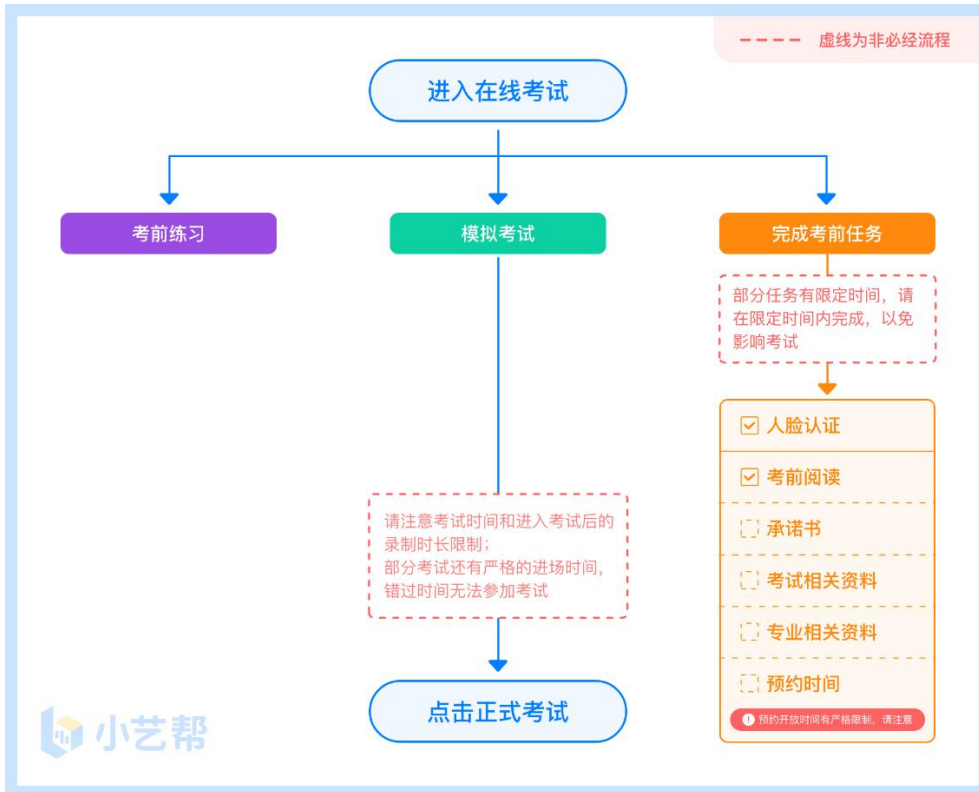 虚线为非必经流程
进入在线考试
考前练习
模拟考试
完成考前任务
部分任务有限定时间，请
在限定时间内完成，以免
影响考试
人脸认证
考前阅读
承诺书
考试相关资料
专业相关资料
预约时间
预约开放时间有严格限制，请注意
请注意考试时间和进入考试后的
录制时长限制；
部分考试还有严格的进场时间，
错过时间无法参加考试
点击正式考试
小艺帮